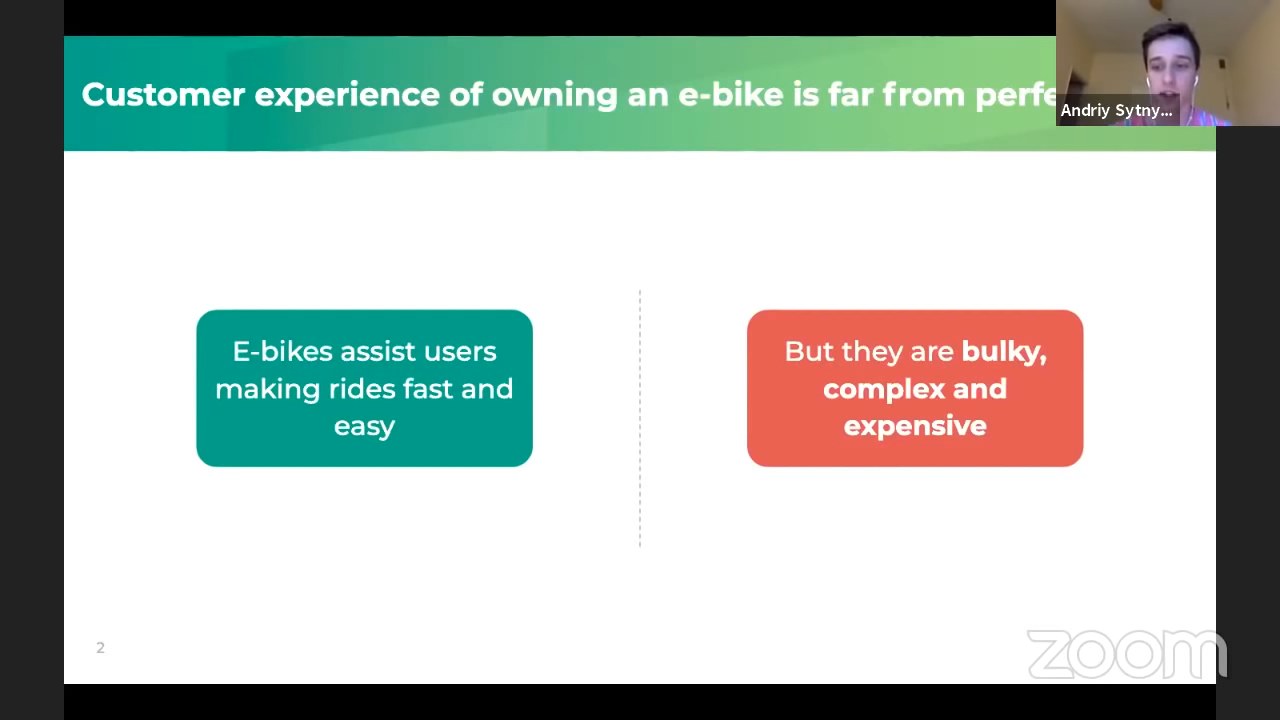 Customer experience of owning an e-bike is far from perfe
Andriy Sytny...
E-bikes assist users
making rides fast and
easy
But they are bulky,
complex and
expensive
2
zoom